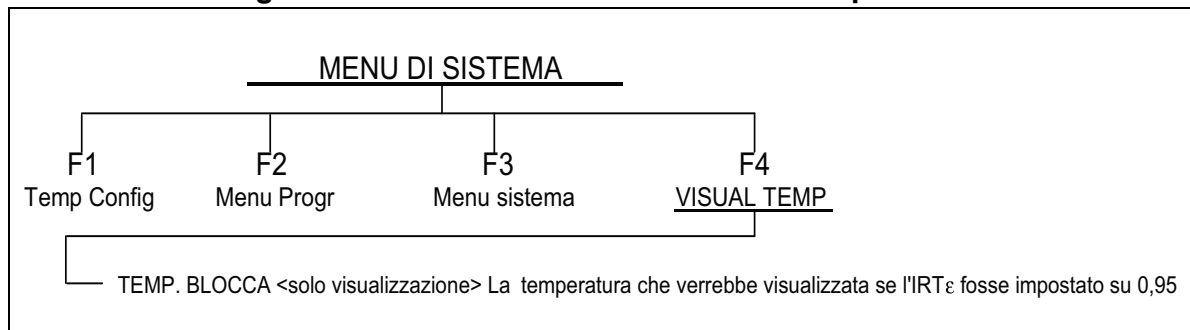 MENU DI SISTEMA
F1 F2 F3 F4
Temp Config Menu Progr Menu sistema VISUAL TEMP
TEMP. BLOCCA <solo visualizzazione> La temperatura che verrebbe visualizzata se l'IRTε fosse impostato su 0,95